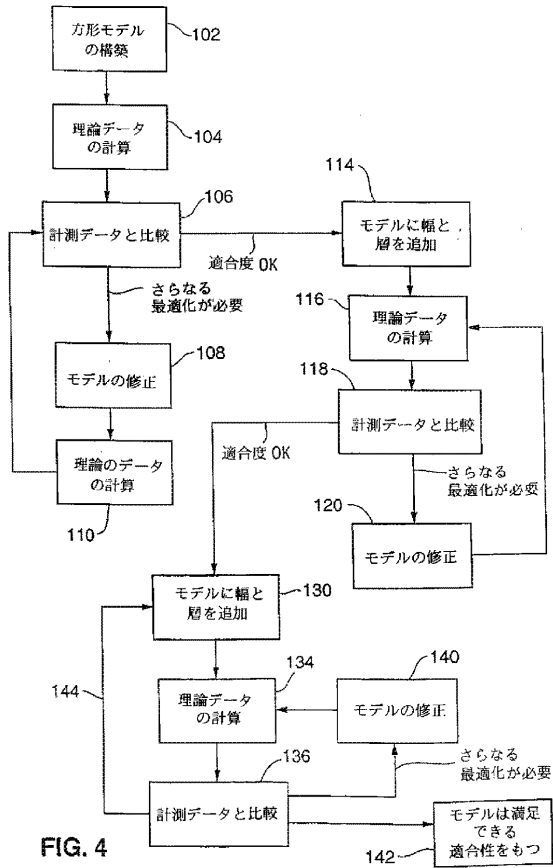 方形モデル
の構築
102
理論データ
の計算
104
106
計測データと比較
適合度 OK
さらなる
最適化が必要
108
モデルの修正
理論のデータ
の計算
110
114
モデルに幅と
層を追加
116
理論データ
の計算
118
計測データと比較
適合度 OK
さらなる
最適化が必要
120
モデルの修正
モデルに幅と
層を追加
130
144
134
理論データ
の計算
140
モデルの修正
136
計測データと比較
さらなる
最適化が必要
モデルは満足
できる
適合性をもつ
142
FIG. 4